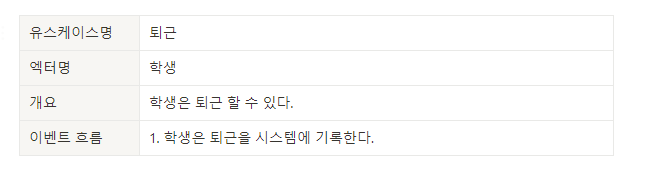 유스케이스명 퇴근
엑터명 학생
개요 학생은 퇴근 할 수 있다.
이벤트 흐름 1. 학생은 퇴근을 시스템에 기록한다.